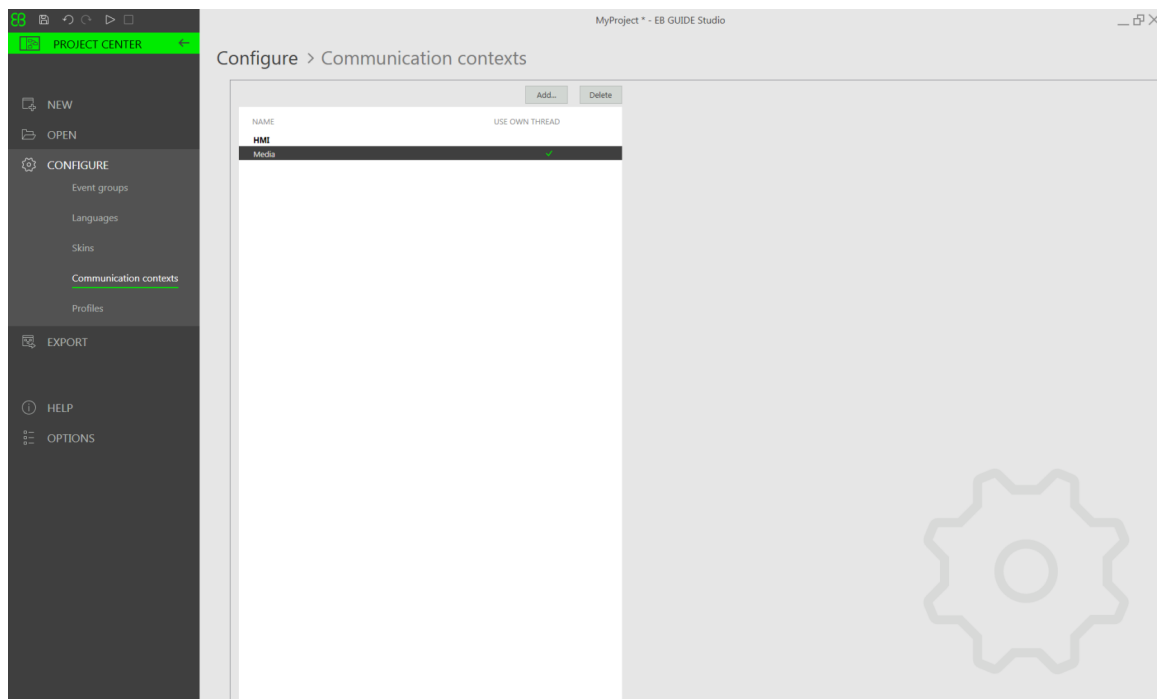 EB
MyProject * - EB GUIDE Studio
PROJECT CENTER
Configure > Communication contexts
NEW
OPEN
CONFIGURE
Event groups
Languages
Skins
Communication contexts
Profiles
EXPORT
HELP
OPTIONS
Add... Delete
NAME USE OWN THREAD
HMI
Media